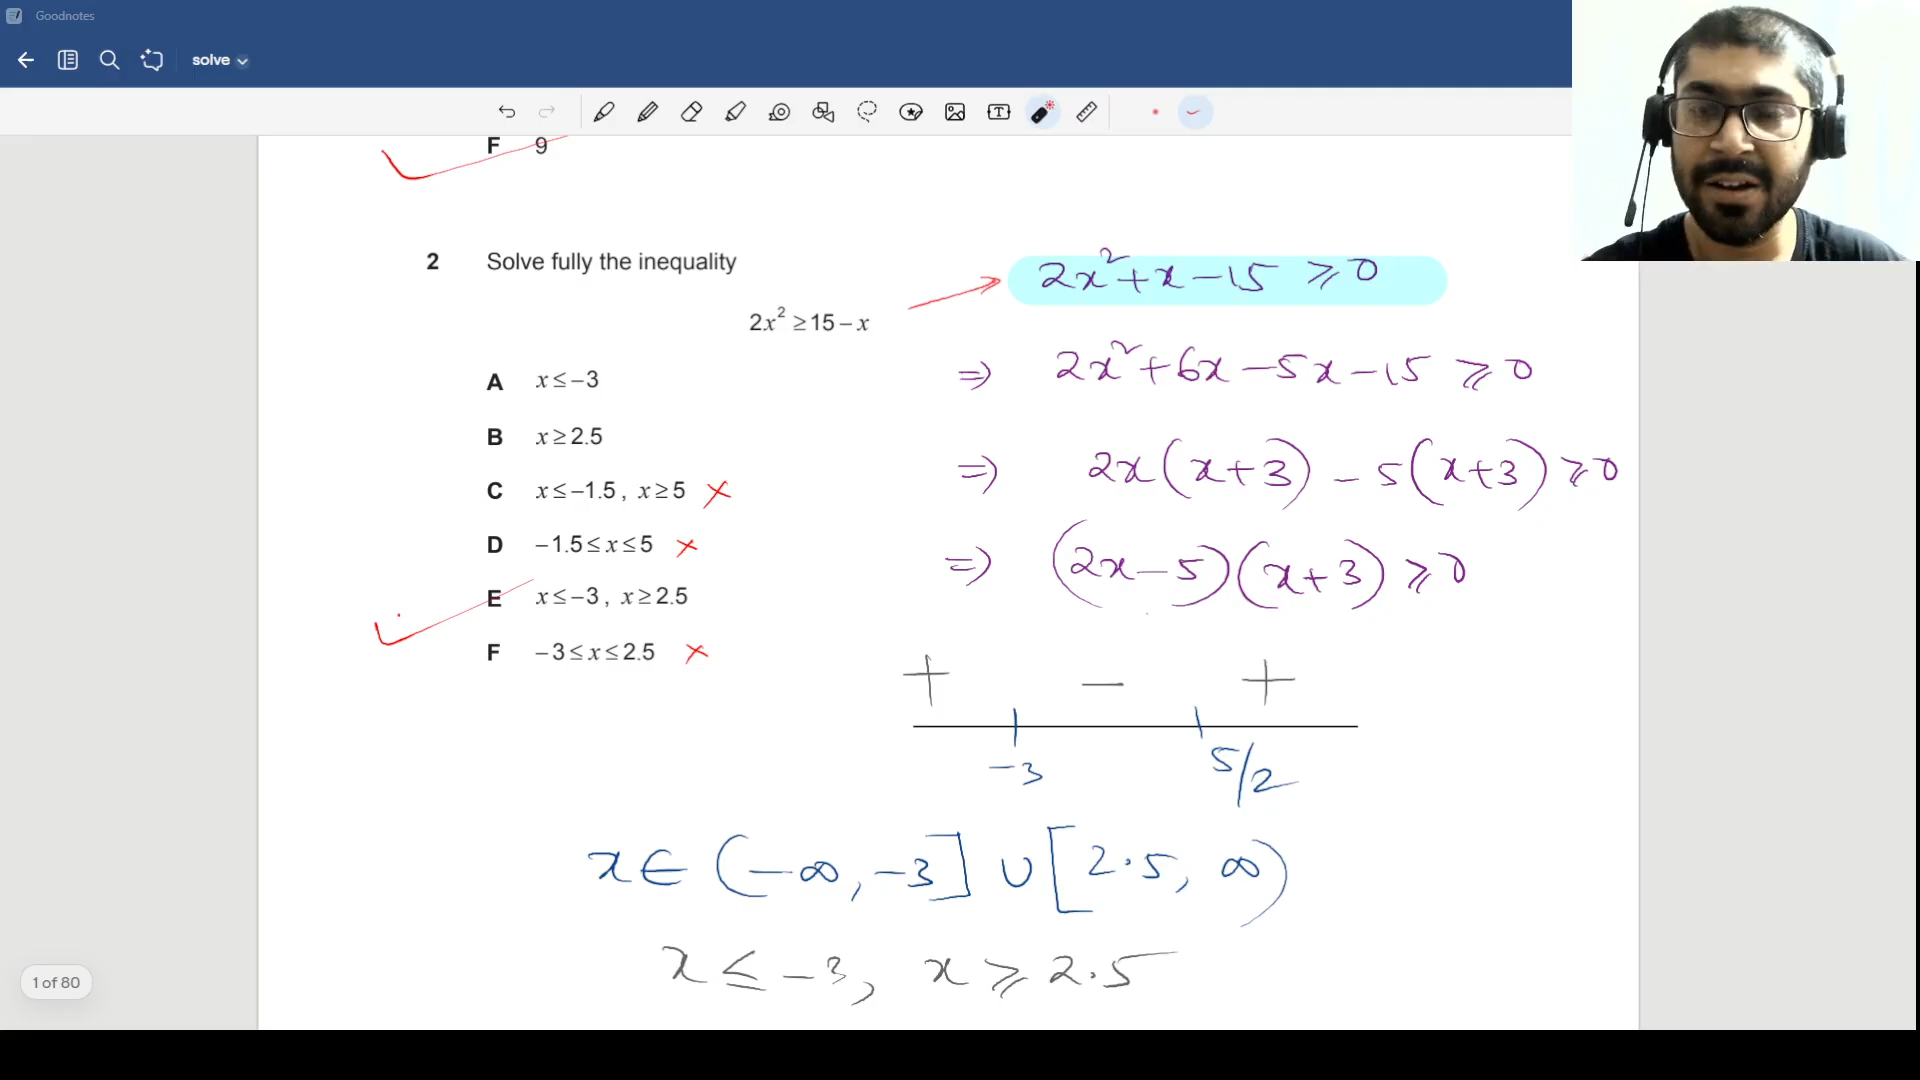 Goodnotes
solve
F 9
2 Solve fully the inequality
2x² ≥ 15 – x
A x ≤ –3
B x ≥ 2.5
C x ≤ –1.5 , x ≥ 5
D –1.5 ≤ x ≤ 5
E x ≤ –3 , x ≥ 2.5
F –3 ≤ x ≤ 2.5
2x² + x – 15 ≥ 0
⇒ 2x² + 6x – 5x – 15 ≥ 0
⇒ 2x(x+3) – 5(x+3) ≥ 0
⇒ (2x – 5)(x+3) ≥ 0
+ – +
–3 5/2
x ∈ (–∞, –3] ∪ [2.5, ∞)
x ≤ –3, x ≥ 2.5
1 of 80